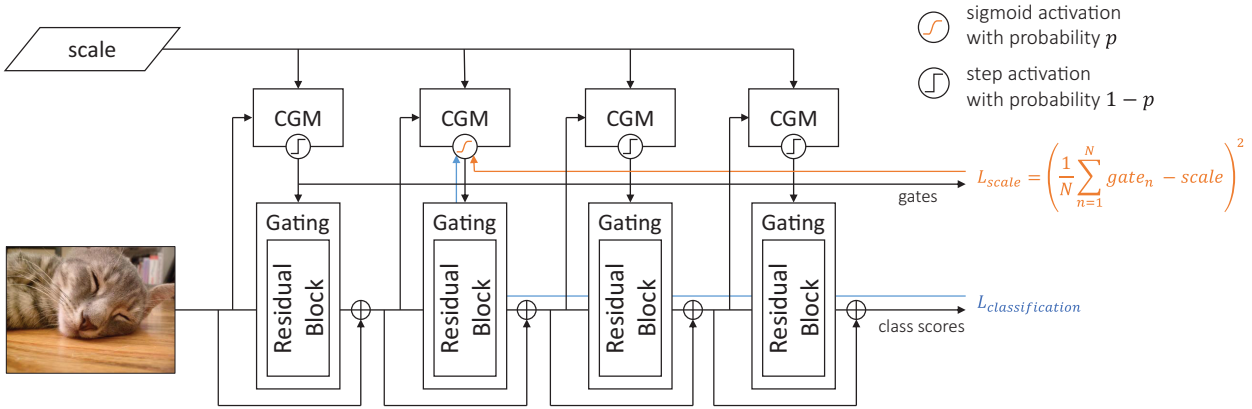 scale
sigmoid activation
with probability p
step activation
with probability 1 − p
CGM
CGM
CGM
CGM
L_scale = ( 1/N ∑_{n=1}^{N} gate_n − scale )^2
gates
Gating
Residual
Block
Gating
Residual
Block
Gating
Residual
Block
Gating
Residual
Block
L_classification
class scores